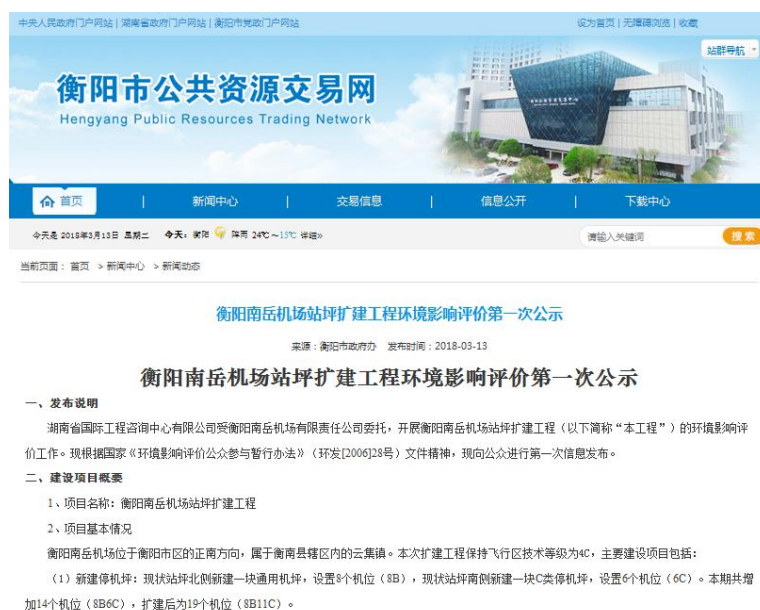 中央人民政府门户网站 | 湖南省政府门户网站 | 衡阳市党政门户网站
设为首页 | 无障碍浏览 | 收藏
站群导航
衡阳市公共资源交易网
Hengyang Public Resources Trading Network
首页 | 新闻中心 | 交易信息 | 信息公开 | 下载中心
今天是 2018年3月13日 星期二 今天：衡阳 阵雨 24℃～15℃ 详细»
请输入关键词 搜索
当前页面： 首页 > 新闻中心 > 新闻动态
衡阳南岳机场站坪扩建工程环境影响评价第一次公示
来源：衡阳市政府办 发布时间：2018-03-13
衡阳南岳机场站坪扩建工程环境影响评价第一次公示
一、发布说明
湖南省国际工程咨询中心有限公司受衡阳南岳机场有限责任公司委托，开展衡阳南岳机场站坪扩建工程（以下简称“本工程”）的环境影响评
价工作。现根据国家《环境影响评价公众参与暂行办法》（环发[2006]28号）文件精神，现向公众进行第一次信息发布。
二、建设项目概要
1、项目名称：衡阳南岳机场站坪扩建工程
2、项目基本情况
衡阳南岳机场位于衡阳市区的正南方向，属于衡南县辖区内的云集镇。本次扩建工程保持飞行区技术等级为4C，主要建设项目包括：
（1）新建停机坪：现状站坪北侧新建一块通用机坪，设置8个机位（8B），现状站坪南侧新建一块C类停机坪，设置6个机位（6C）。本期共增
加14个机位（8B6C），扩建后为19个机位（8B11C）。